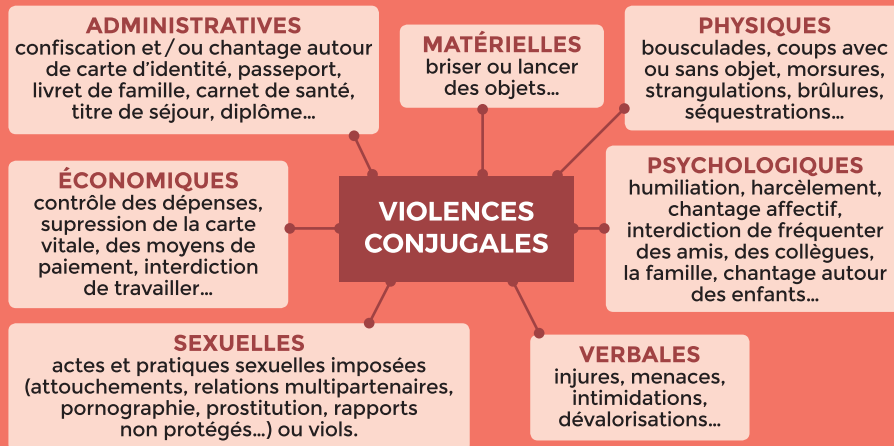 ADMINISTRATIVES
confiscation et / ou chantage autour
de carte d’identité, passeport,
livret de famille, carnet de santé,
titre de séjour, diplôme...
MATÉRIELLES
briser ou lancer
des objets...
PHYSIQUES
bousculades, coups avec
ou sans objet, morsures,
strangulations, brûlures,
séquestrations...
ÉCONOMIQUES
contrôle des dépenses,
supression de la carte
vitale, des moyens de
paiement, interdiction
de travailler...
VIOLENCES
CONJUGALES
PSYCHOLOGIQUES
humiliation, harcèlement,
chantage affectif,
interdiction de fréquenter
des amis, des collègues,
la famille, chantage autour
des enfants...
SEXUELLES
actes et pratiques sexuelles imposées
(attouchements, relations multipartenaires,
pornographie, prostitution, rapports
non protégés...) ou viols.
VERBALES
injures, menaces,
intimidations,
dévalorisations...